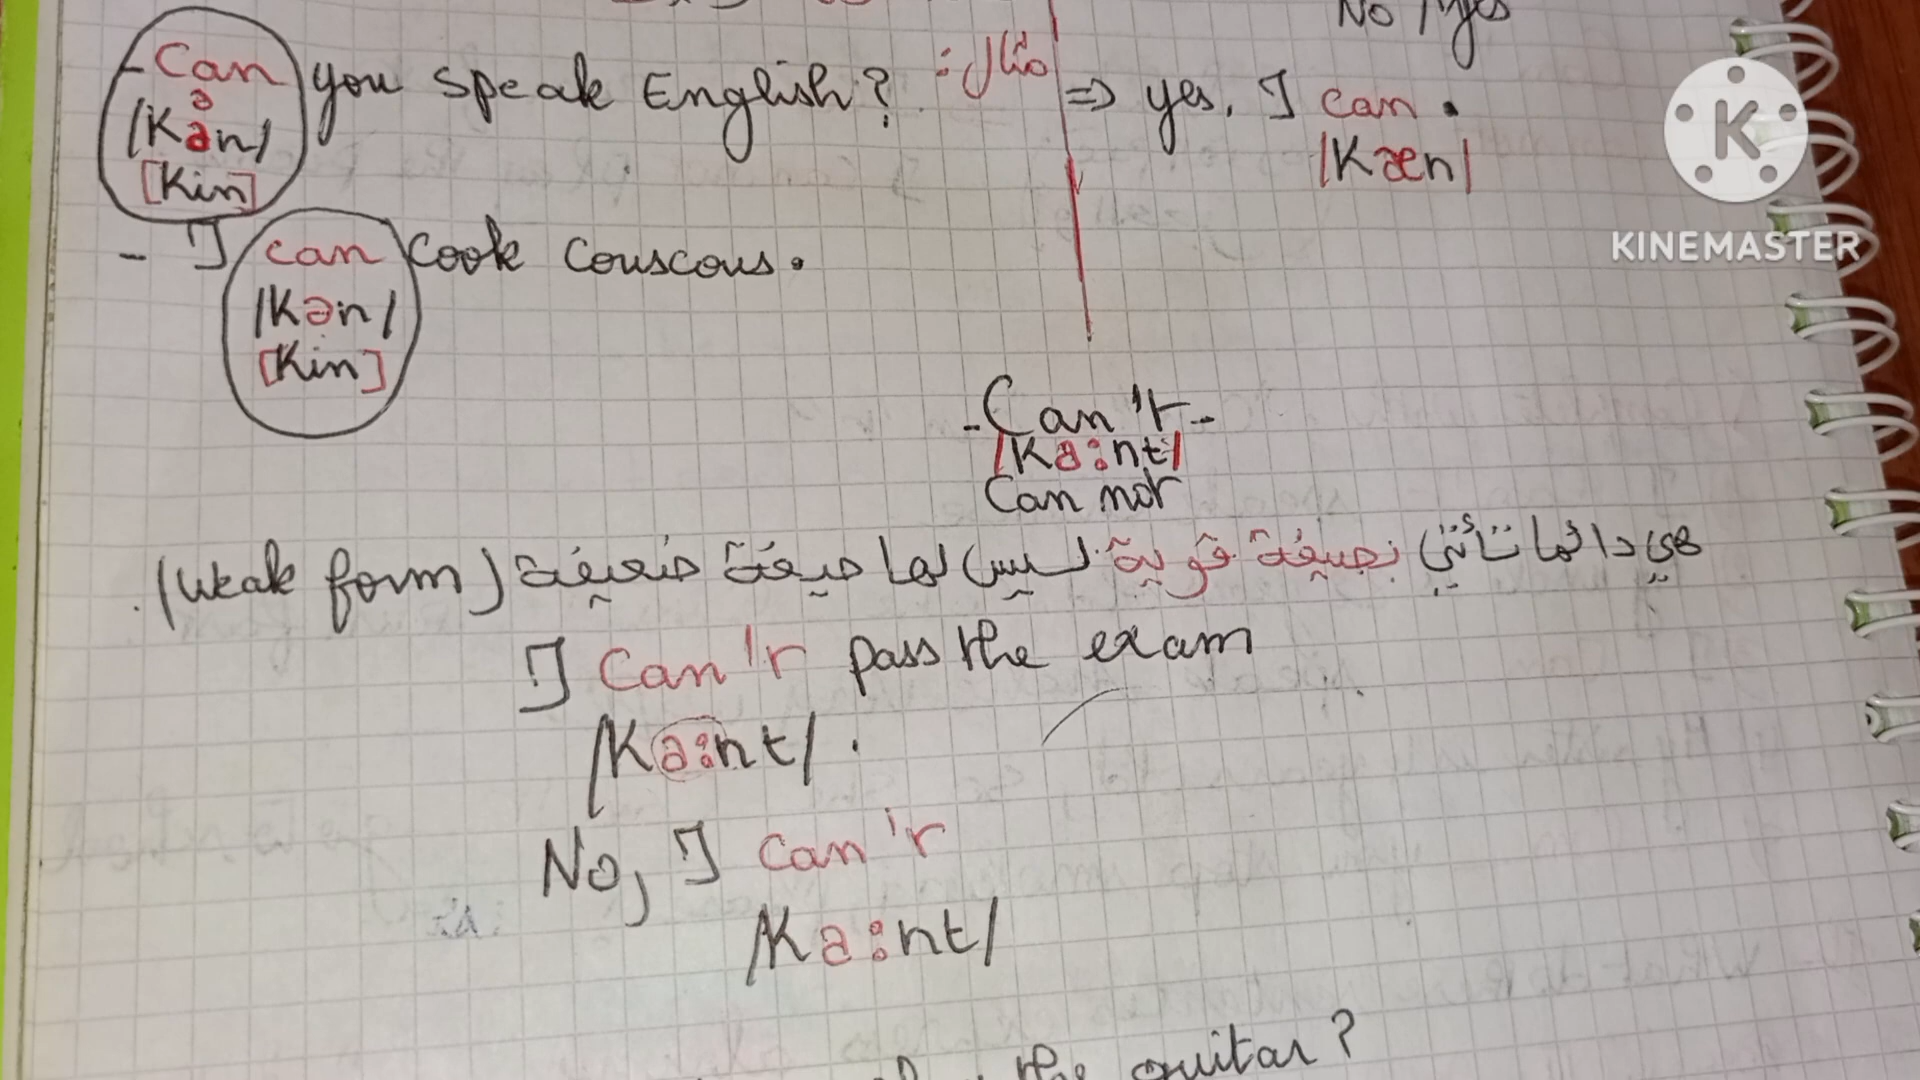 No / yes
- Can you speak English? مثال: => yes, I can.
/Kən/ /Kæn/
[Kin]
- I can cook couscous.
/Kən/
[Kin]
- Can't -
/Ka:nt/
Can not
هي دائما تأتي بصيغة قوية ليس لها صيغة ضعيفة (weak form).
I Can't pass the exam
/Ka:nt/.
No, I can't
/Ka:nt/
the guitar?
K
KINEMASTER